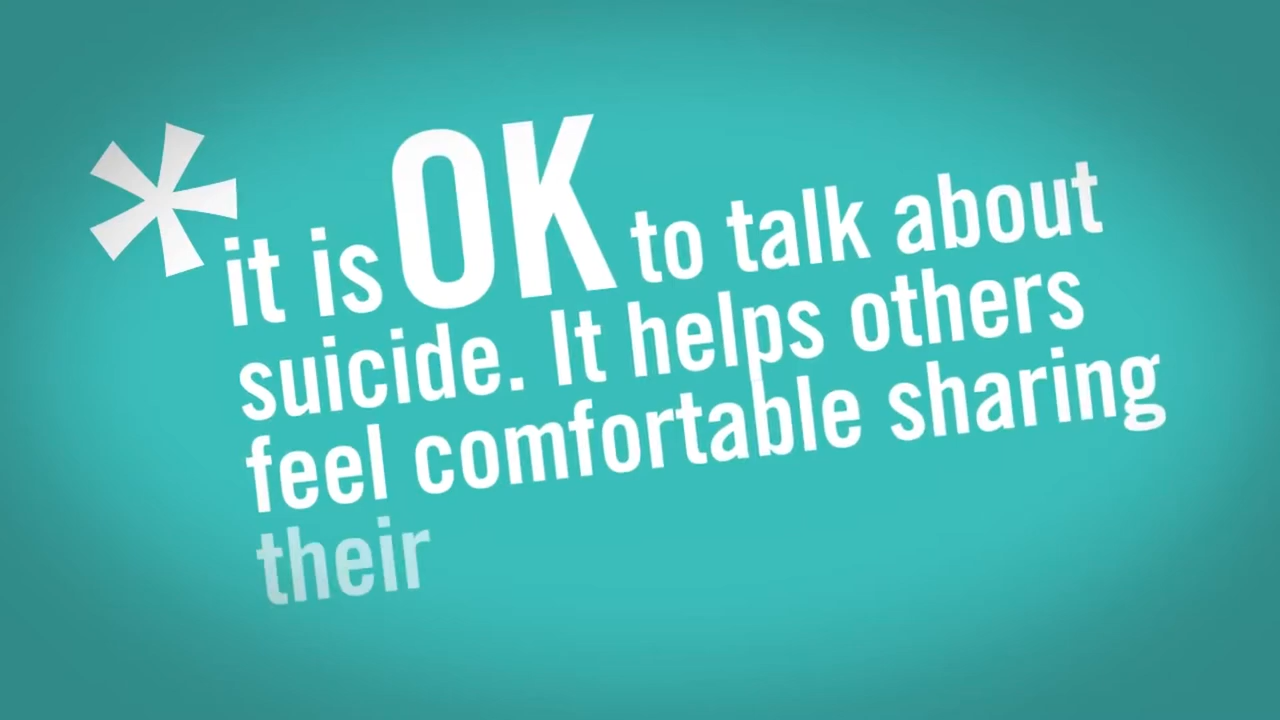 *it is OK to talk about
suicide. It helps others
feel comfortable sharing
their